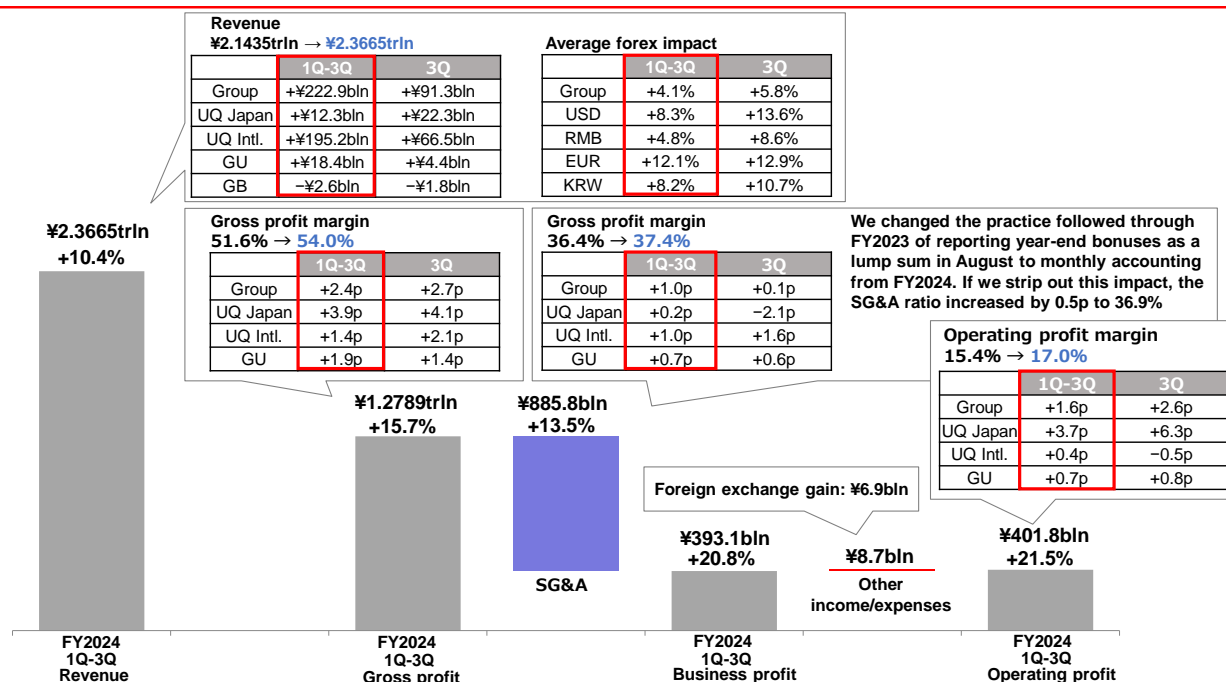 Revenue
¥2.1435trln → ¥2.3665trln
1Q-3Q 3Q
Group +¥222.9bln +¥91.3bln
UQ Japan +¥12.3bln +¥22.3bln
UQ Intl. +¥195.2bln +¥66.5bln
GU +¥18.4bln +¥4.4bln
GB −¥2.6bln −¥1.8bln
Average forex impact
1Q-3Q 3Q
Group +4.1% +5.8%
USD +8.3% +13.6%
RMB +4.8% +8.6%
EUR +12.1% +12.9%
KRW +8.2% +10.7%
Gross profit margin
51.6% → 54.0%
1Q-3Q 3Q
Group +2.4p +2.7p
UQ Japan +3.9p +4.1p
UQ Intl. +1.4p +2.1p
GU +1.9p +1.4p
Gross profit margin
36.4% → 37.4%
1Q-3Q 3Q
Group +1.0p +0.1p
UQ Japan +0.2p −2.1p
UQ Intl. +1.0p +1.6p
GU +0.7p +0.6p
We changed the practice followed through
FY2023 of reporting year-end bonuses as a
lump sum in August to monthly accounting
from FY2024. If we strip out this impact, the
SG&A ratio increased by 0.5p to 36.9%
Operating profit margin
15.4% → 17.0%
1Q-3Q 3Q
Group +1.6p +2.6p
UQ Japan +3.7p +6.3p
UQ Intl. +0.4p −0.5p
GU +0.7p +0.8p
¥2.3665trln
+10.4%
¥1.2789trln
+15.7%
¥885.8bln
+13.5%
SG&A
Foreign exchange gain: ¥6.9bln
¥393.1bln
+20.8%
¥8.7bln
Other
income/expenses
¥401.8bln
+21.5%
FY2024
1Q-3Q
Revenue
FY2024
1Q-3Q
Gross profit
FY2024
1Q-3Q
Business profit
FY2024
1Q-3Q
Operating profit